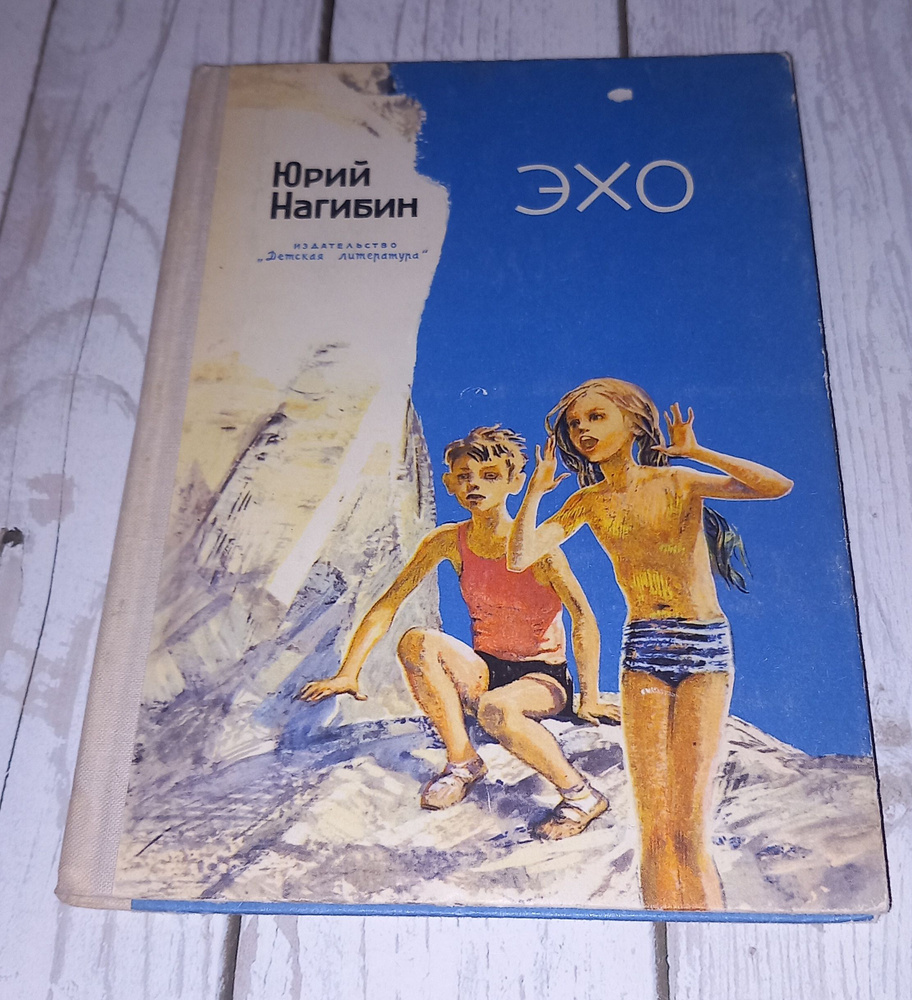 Юрий
Нагибин
ЭХО
ИЗДАТЕЛЬСТВО
„Детская литература"